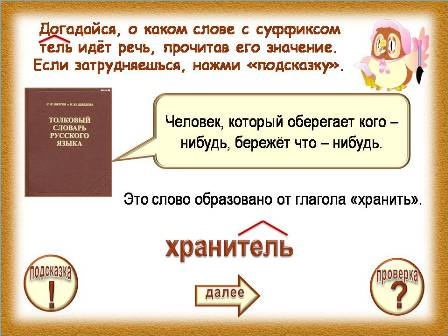 Догадайся, о каком слове с суффиксом
тель идёт речь, прочитав его значение.
Если затрудняешься, нажми «подсказку».
ТОЛКОВЫЙ
СЛОВАРЬ
РУССКОГО
ЯЗЫКА
Человек, который оберегает кого –
нибудь, бережёт что – нибудь.
Это слово образовано от глагола «хранить».
хранитель
подсказка
!
далее
проверка
?